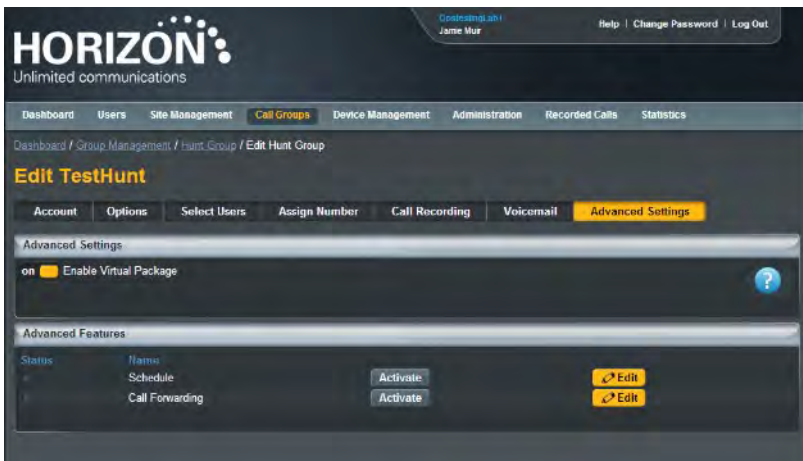 Jamie Muir
Help | Change Password | Log Out
HORIZON
Unlimited communications
Dashboard Users Site Management Call Groups Device Management Administration Recorded Calls Statistics
Dashboard / Group Management / Hunt Group / Edit Hunt Group
Edit TestHunt
Account Options Select Users Assign Number Call Recording Voicemail Advanced Settings
Advanced Settings
on Enable Virtual Package
?
Advanced Features
Status Name
Schedule Activate Edit
Call Forwarding Activate Edit